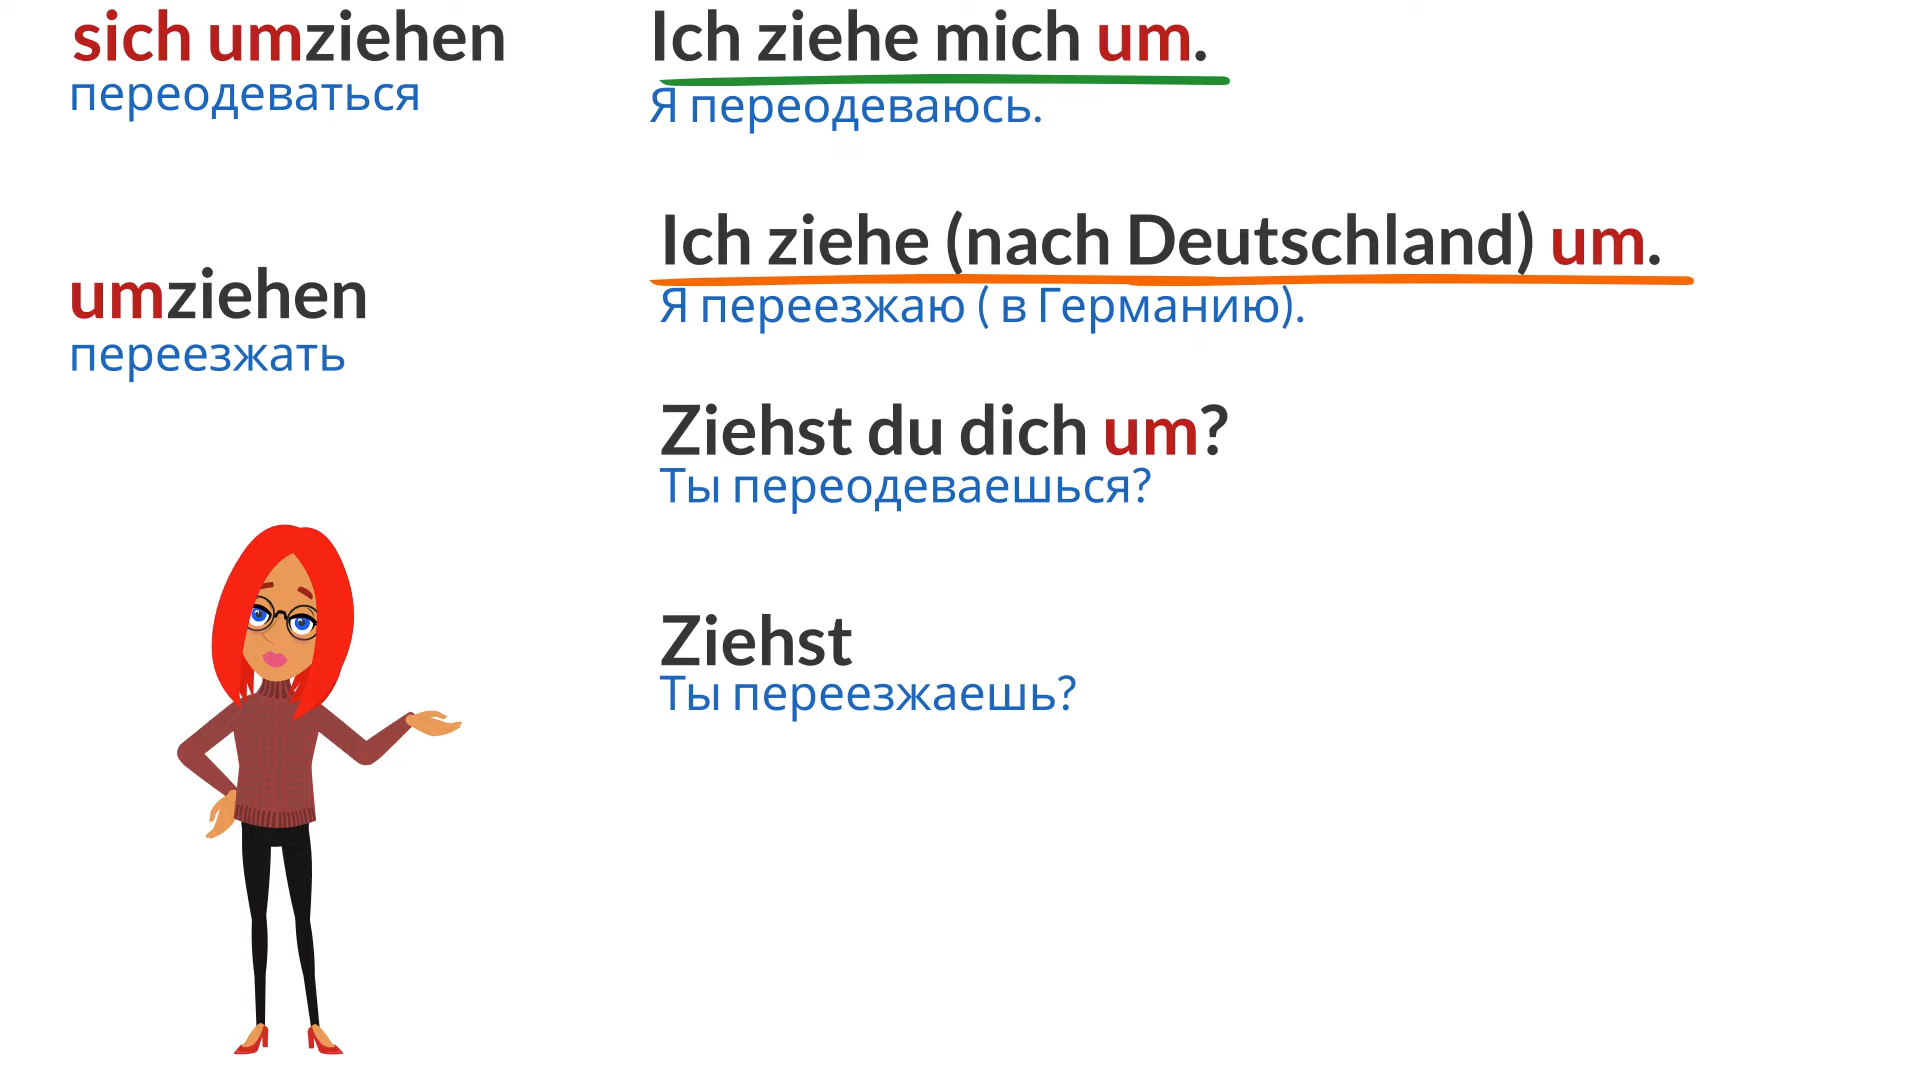 sich umziehen
переодеваться
Ich ziehe mich um.
Я переодеваюсь.
Ich ziehe (nach Deutschland) um.
Я переезжаю ( в Германию).
umziehen
переезжать
Ziehst du dich um?
Ты переодеваешься?
Ziehst
Ты переезжаешь?